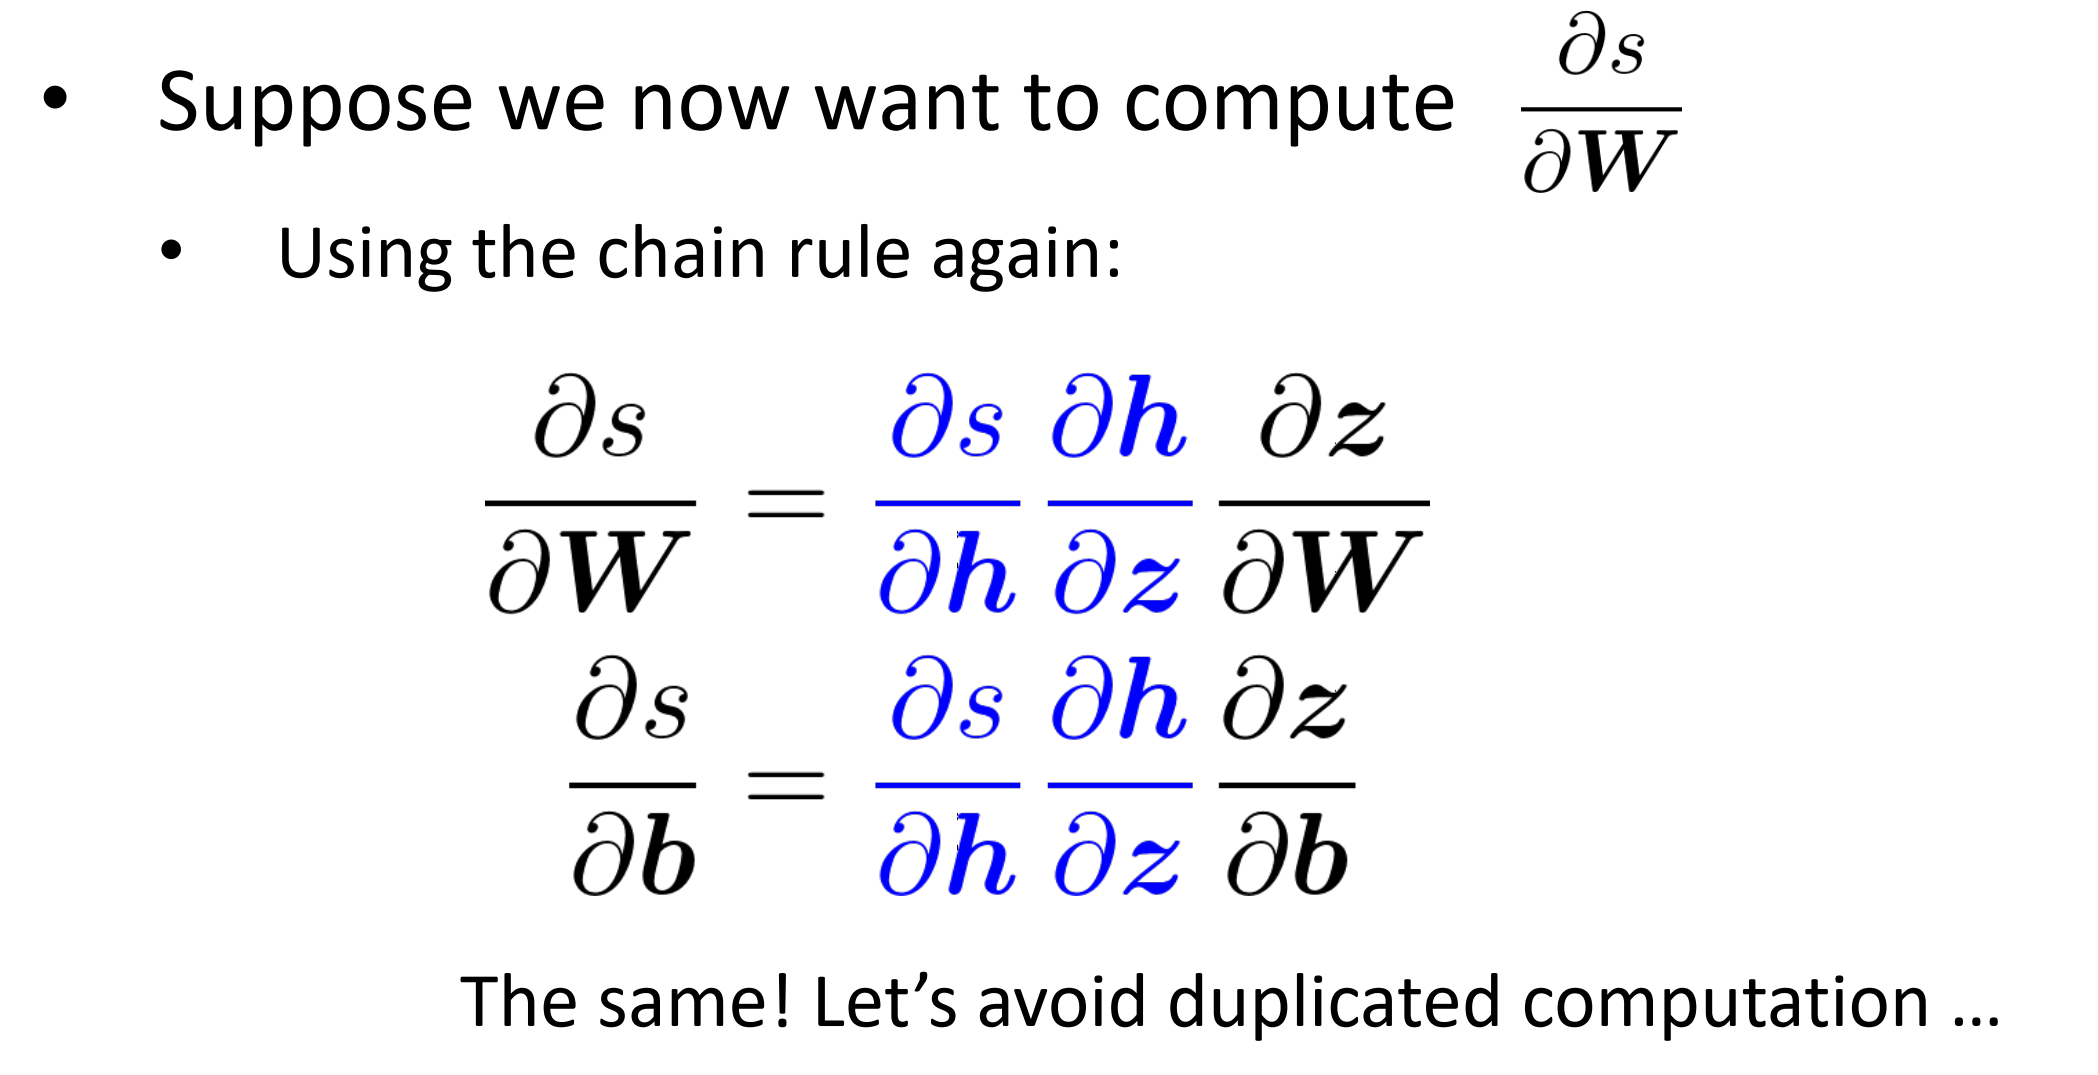 • Suppose we now want to compute $\frac{\partial s}{\partial \boldsymbol{W}}$
• Using the chain rule again:
$\frac{\partial s}{\partial \boldsymbol{W}} = \frac{\partial s}{\partial \boldsymbol{h}} \frac{\partial \boldsymbol{h}}{\partial \boldsymbol{z}} \frac{\partial \boldsymbol{z}}{\partial \boldsymbol{W}}$
$\frac{\partial s}{\partial \boldsymbol{b}} = \frac{\partial s}{\partial \boldsymbol{h}} \frac{\partial \boldsymbol{h}}{\partial \boldsymbol{z}} \frac{\partial \boldsymbol{z}}{\partial \boldsymbol{b}}$
The same! Let’s avoid duplicated computation …